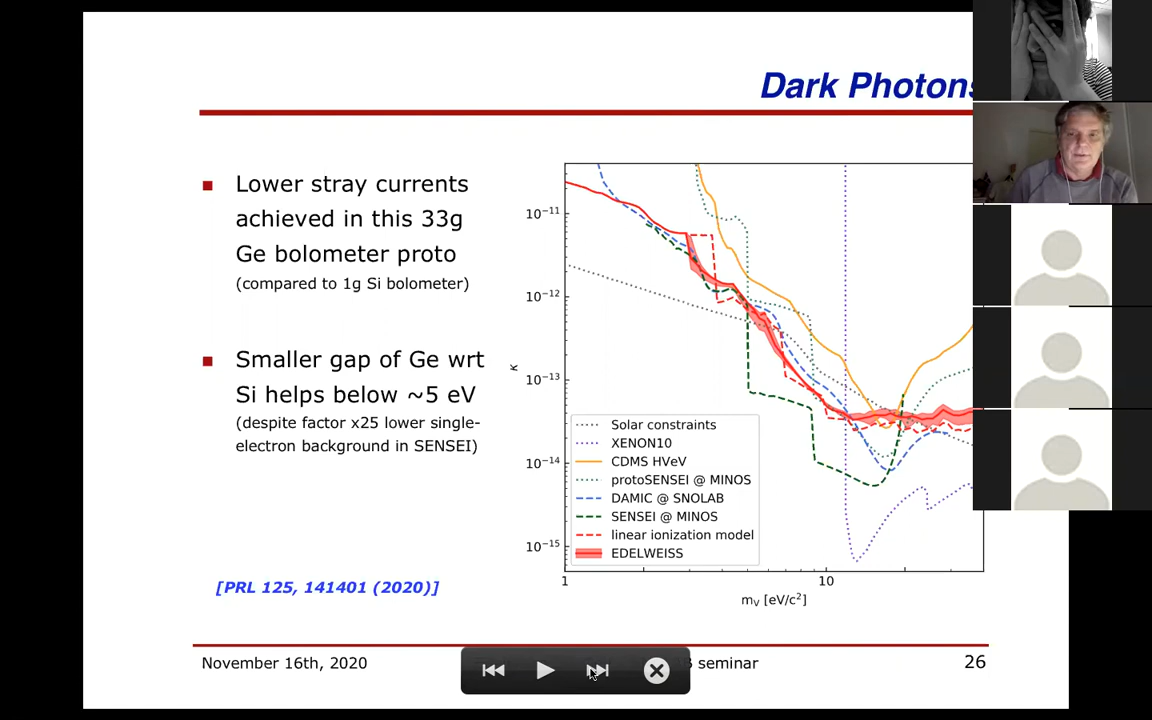 Dark Photons
Lower stray currents
achieved in this 33g
Ge bolometer proto
(compared to 1g Si bolometer)
Smaller gap of Ge wrt
Si helps below ~5 eV
(despite factor x25 lower single-
electron background in SENSEI)
[PRL 125, 141401 (2020)]
10⁻¹¹
10⁻¹²
10⁻¹³
10⁻¹⁴
10⁻¹⁵
κ
Solar constraints
XENON10
CDMS HVeV
protoSENSEI @ MINOS
DAMIC @ SNOLAB
SENSEI @ MINOS
linear ionization model
EDELWEISS
1 10
mV [eV/c²]
November 16th, 2020 seminar 26